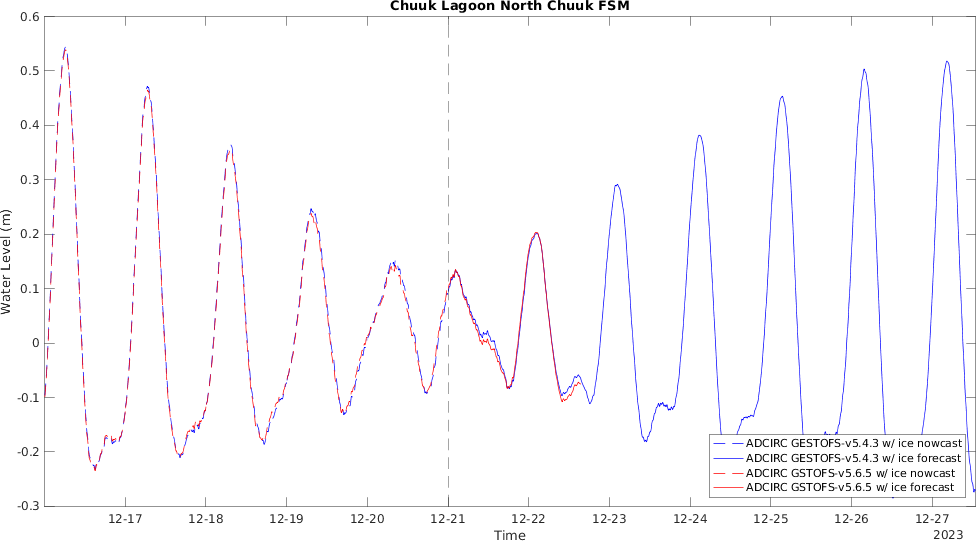 Chuuk Lagoon North Chuuk FSM
0.6
0.5
0.4
0.3
0.2
0.1
0
-0.1
-0.2
-0.3
Water Level (m)
12-17 12-18 12-19 12-20 12-21 12-22 12-23 12-24 12-25 12-26 12-27
Time
2023
ADCIRC GESTOFS-v5.4.3 w/ ice nowcast
ADCIRC GESTOFS-v5.4.3 w/ ice forecast
ADCIRC GSTOFS-v5.6.5 w/ ice nowcast
ADCIRC GSTOFS-v5.6.5 w/ ice forecast